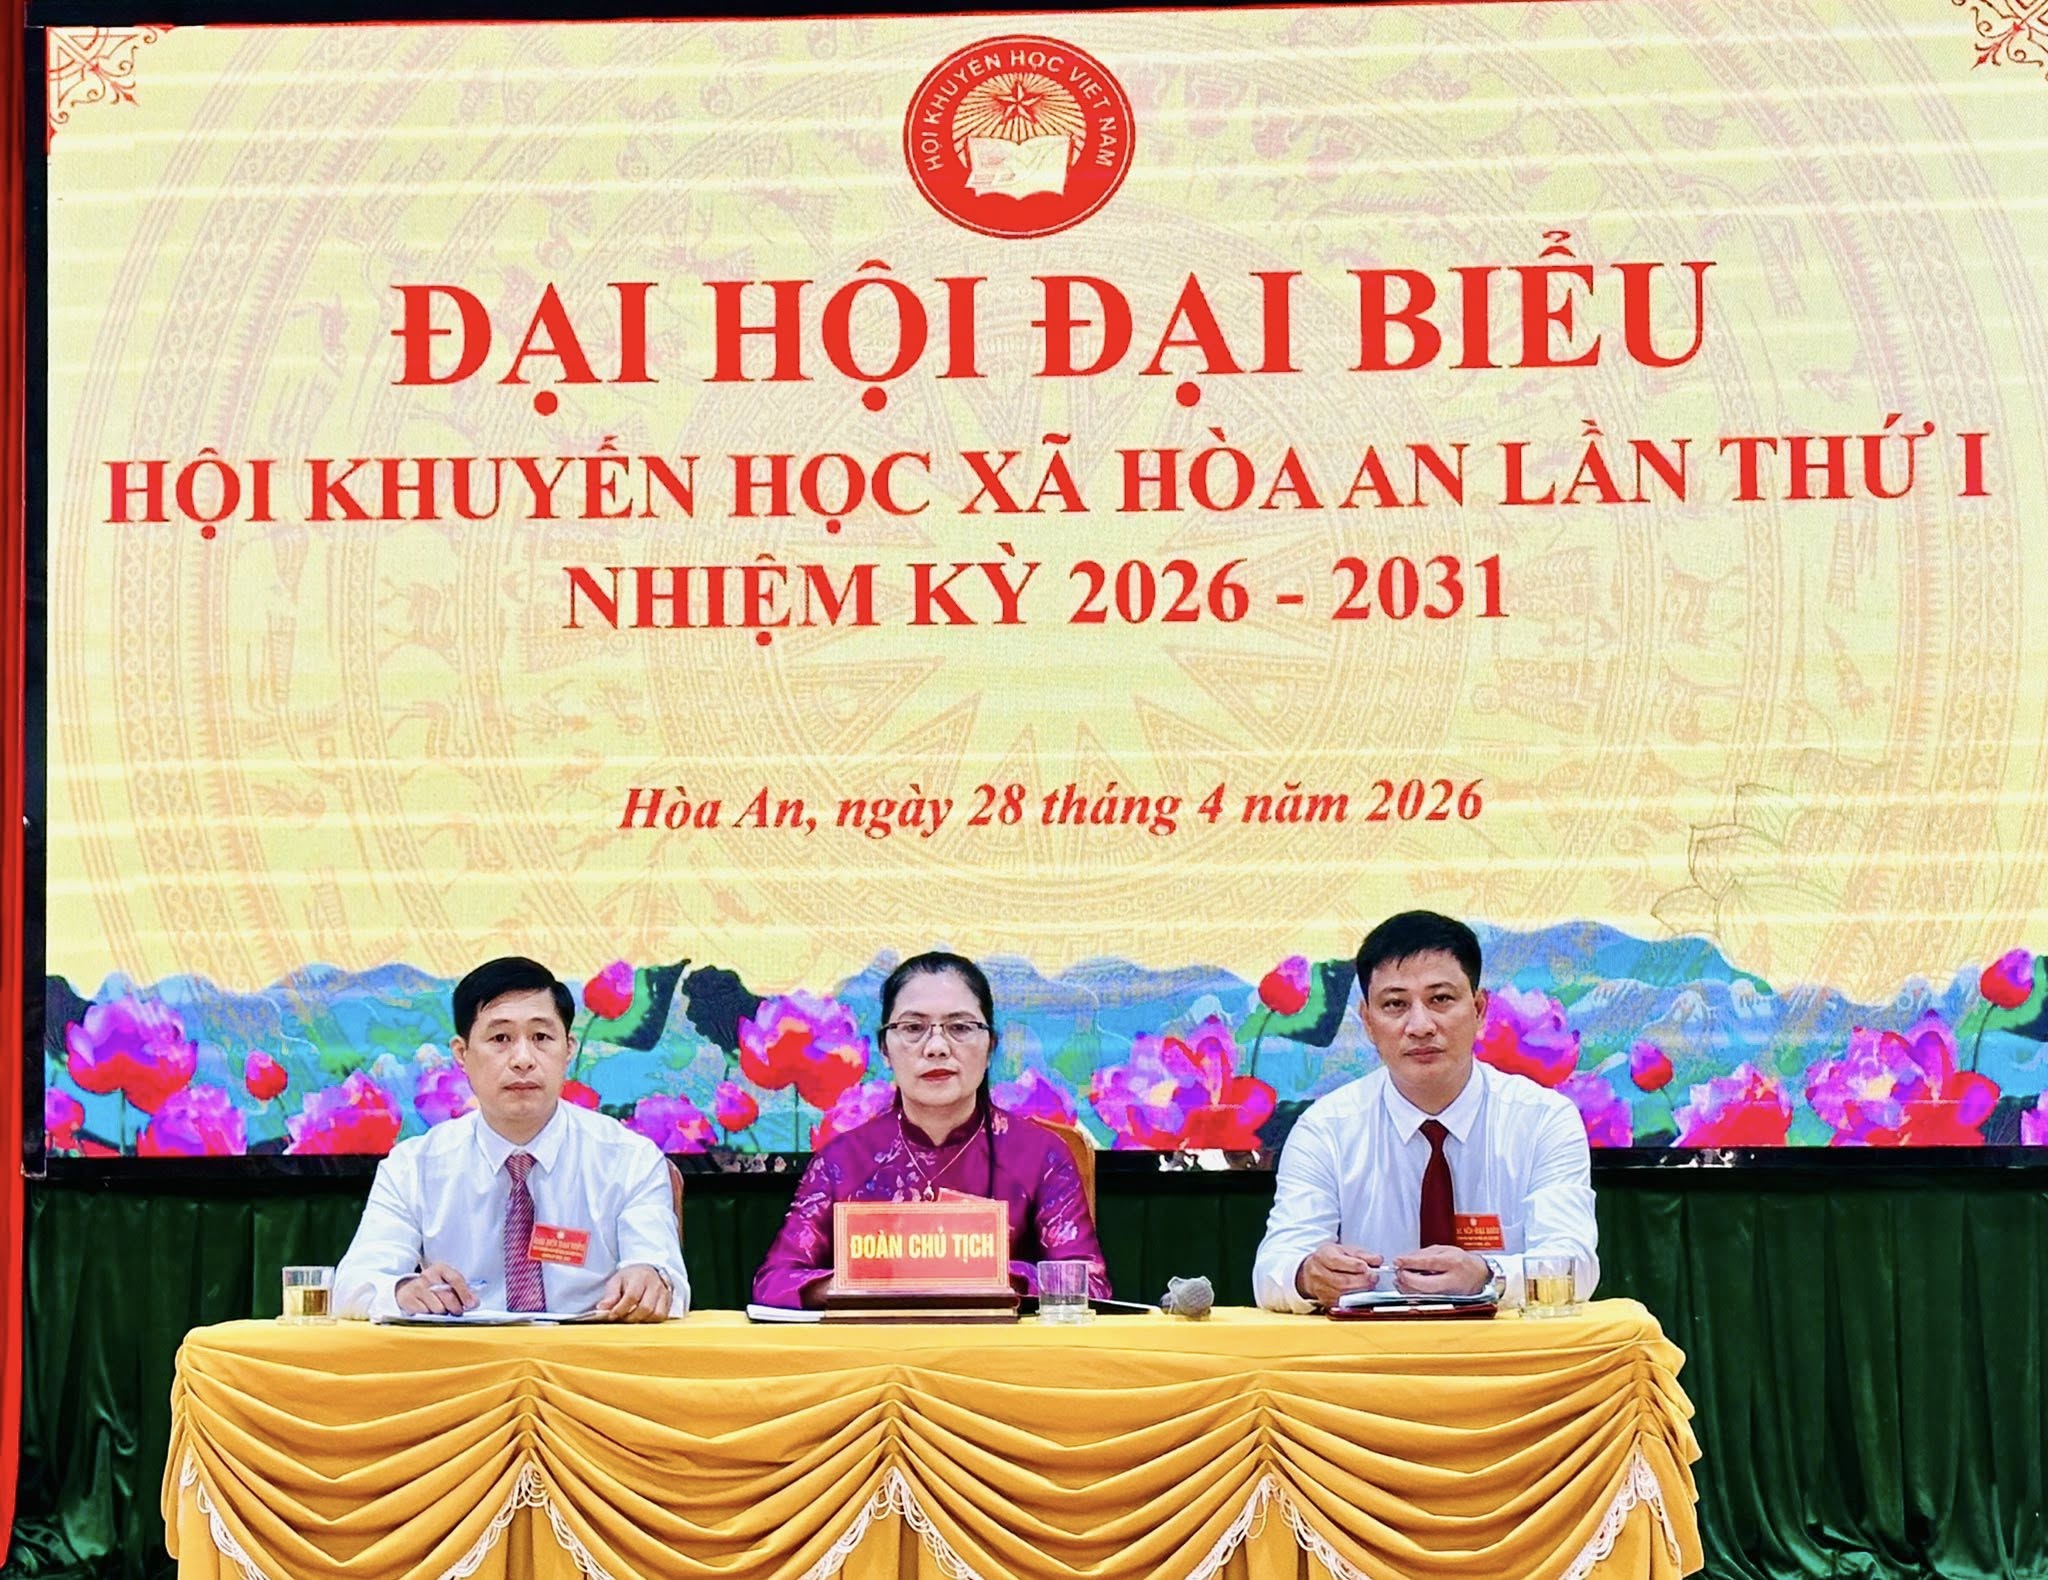 HỘI KHUYẾN HỌC VIỆT NAM
ĐẠI HỘI ĐẠI BIỂU
HỘI KHUYẾN HỌC XÃ HÒA AN LẦN THỨ I
NHIỆM KỲ 2026 - 2031
Hòa An, ngày 28 tháng 4 năm 2026
ĐOÀN CHỦ TỊCH